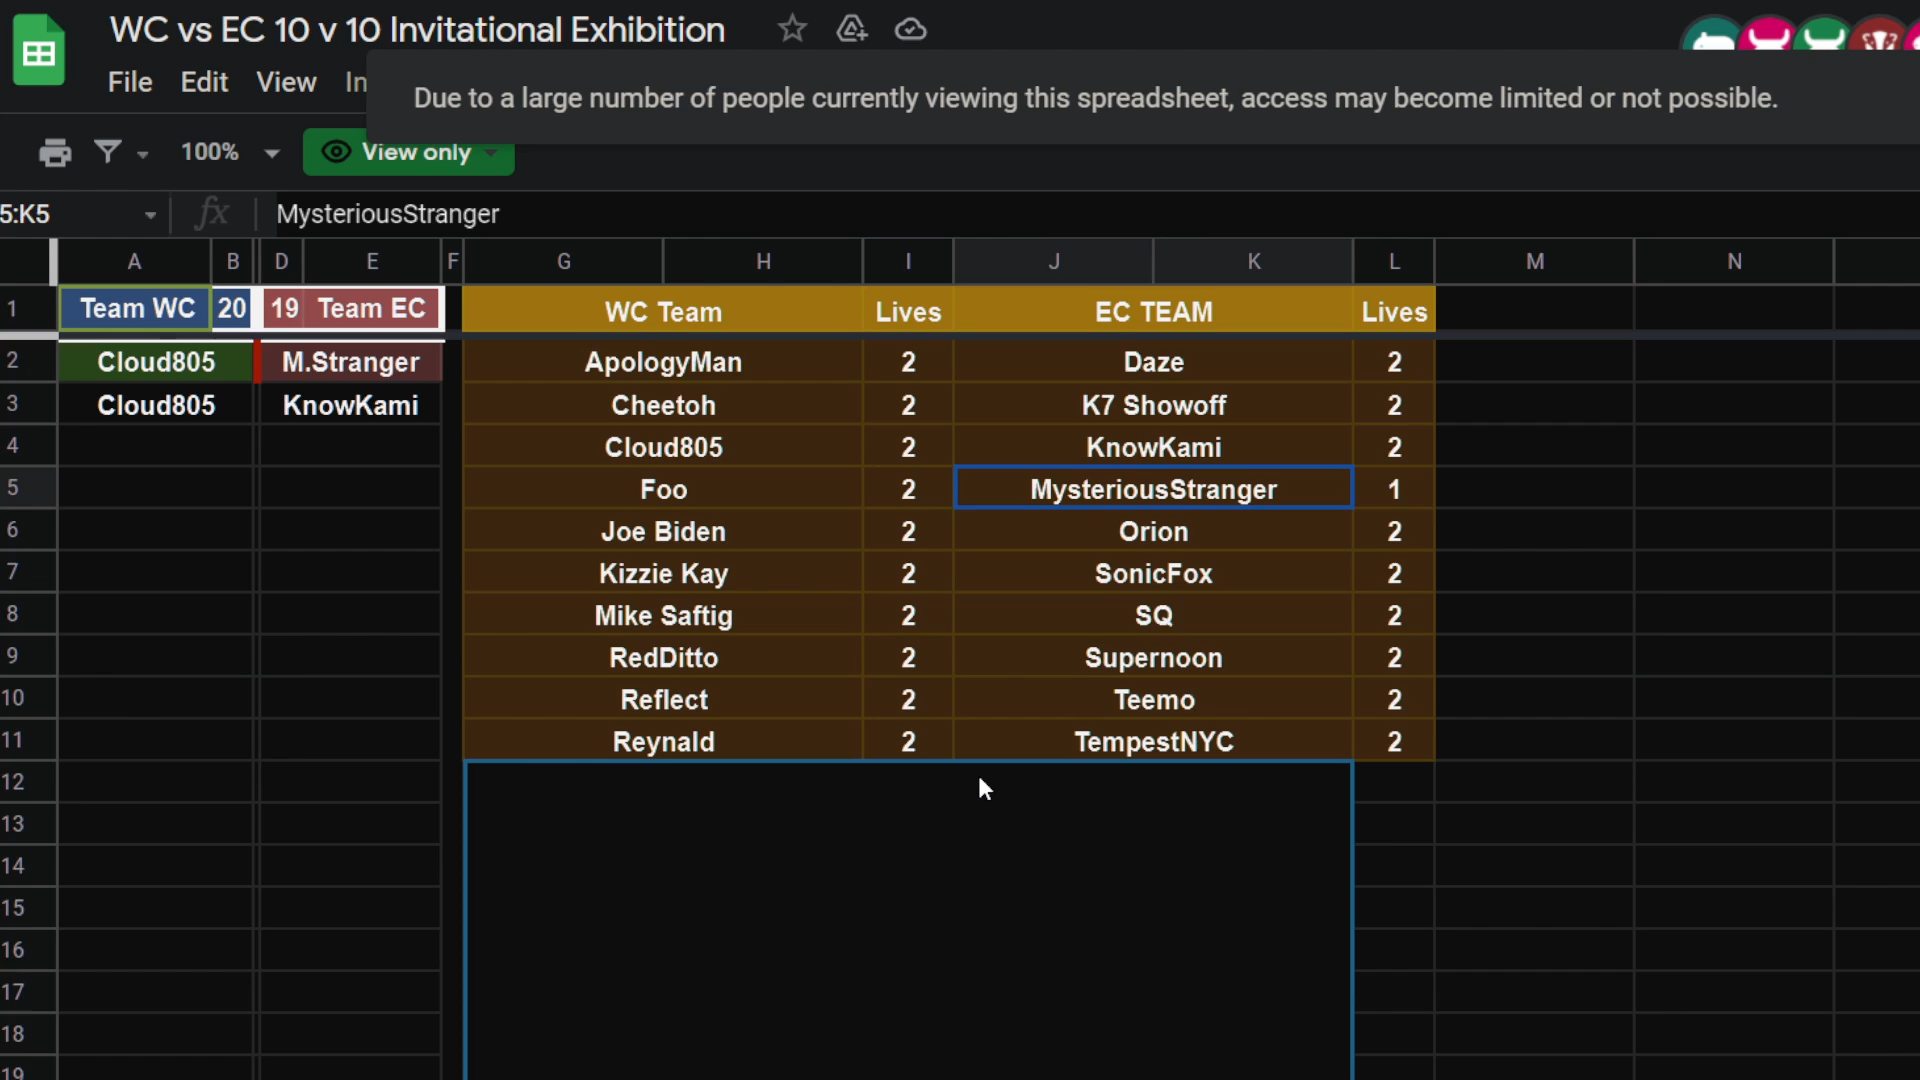 WC vs EC 10 v 10 Invitational Exhibition
File Edit View In
Due to a large number of people currently viewing this spreadsheet, access may become limited or not possible.
100% View only
5:K5 fx MysteriousStranger
A B D E F G H I J K L M N
1 Team WC 20 19 Team EC WC Team Lives EC TEAM Lives
2 Cloud805 M.Stranger ApologyMan 2 Daze 2
3 Cloud805 KnowKami Cheetoh 2 K7 Showoff 2
4 Cloud805 2 KnowKami 2
5 Foo 2 MysteriousStranger 1
6 Joe Biden 2 Orion 2
7 Kizzie Kay 2 SonicFox 2
8 Mike Saftig 2 SQ 2
9 RedDitto 2 Supernoon 2
10 Reflect 2 Teemo 2
11 Reynald 2 TempestNYC 2
12
13
14
15
16
17
18
19